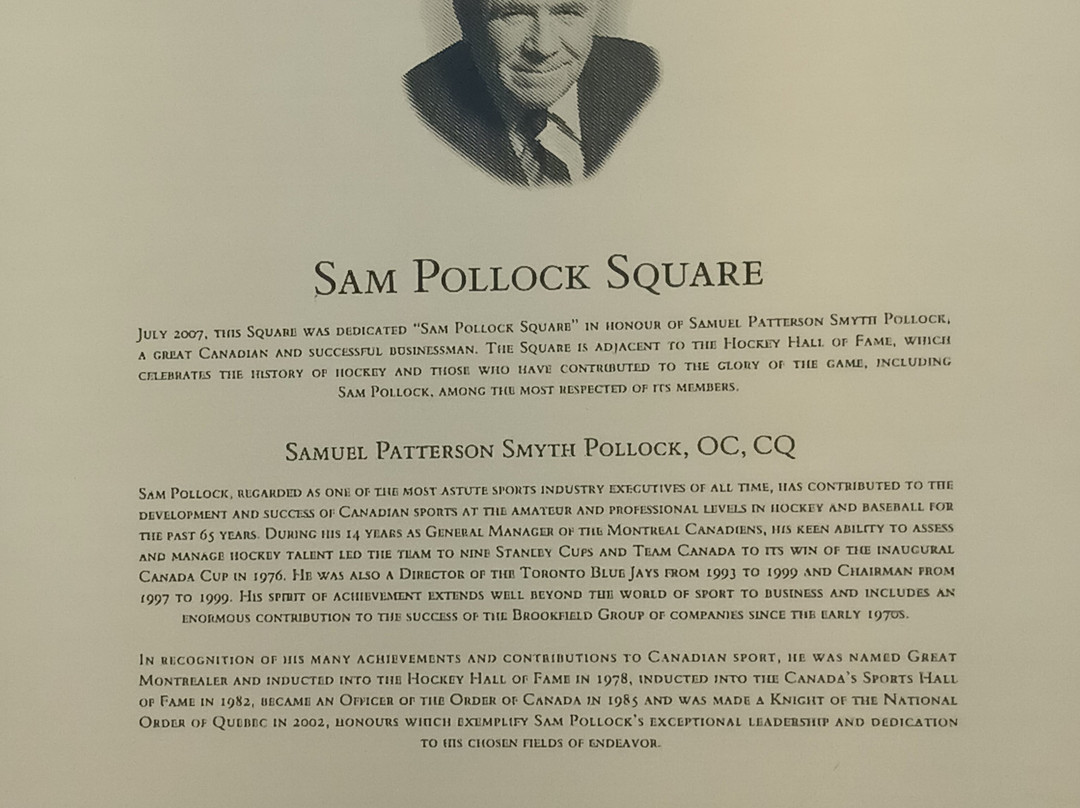 Sam Pollock Square
July 2007, this Square was dedicated "Sam Pollock Square" in honour of Samuel Patterson Smyth Pollock,
a great Canadian and successful businessman. The Square is adjacent to the Hockey Hall of Fame, which
celebrates the history of hockey and those who have contributed to the glory of the game, including
Sam Pollock, among the most respected of its members.
Samuel Patterson Smyth Pollock, OC, CQ
Sam Pollock, regarded as one of the most astute sports industry executives of all time, has contributed to the
development and success of Canadian sports at the amateur and professional levels in hockey and baseball for
the past 65 years. During his 14 years as General Manager of the Montreal Canadiens, his keen ability to assess
and manage hockey talent led the team to nine Stanley Cups and Team Canada to its win of the inaugural
Canada Cup in 1976. He was also a Director of the Toronto Blue Jays from 1993 to 1999 and Chairman from
1997 to 1999. His spirit of achievement extends well beyond the world of sport to business and includes an
enormous contribution to the success of the Brookfield Group of companies since the early 1970s.
In recognition of his many achievements and contributions to Canadian sport, he was named Great
Montrealer and inducted into the Hockey Hall of Fame in 1978, inducted into the Canada's Sports Hall
of Fame in 1982, became an Officer of the Order of Canada in 1985 and was made a Knight of the National
Order of Quebec in 2002, honours which exemplify Sam Pollock's exceptional leadership and dedication
to his chosen fields of endeavor.